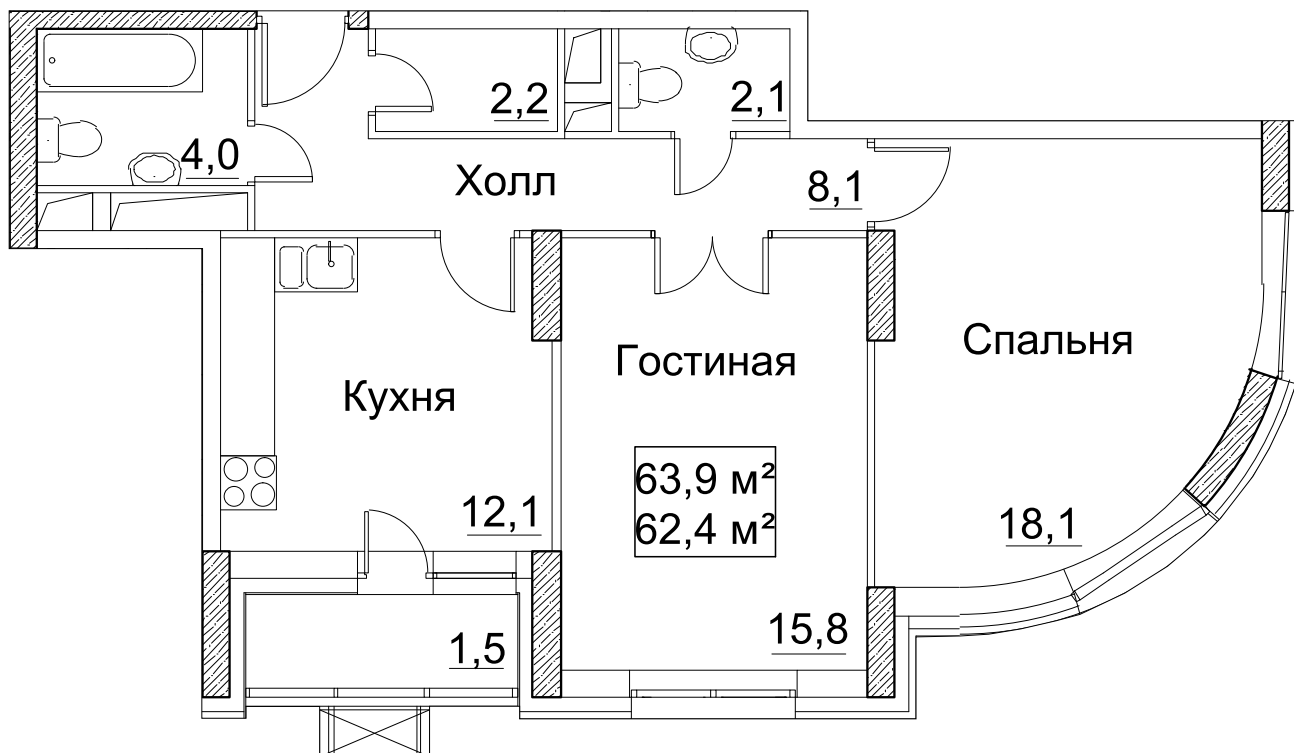 2,2
2,1
4,0
Холл
8,1
Спальня
Гостиная
Кухня
63,9 м²
62,4 м²
12,1
18,1
15,8
1,5